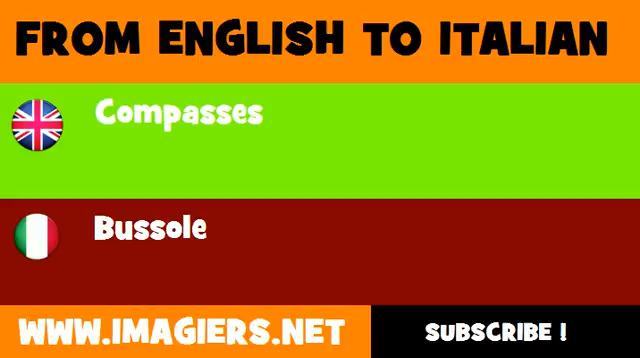 FROM ENGLISH TO ITALIAN
Compasses
Bussole
WWW.IMAGIERS.NET
SUBSCRIBE !